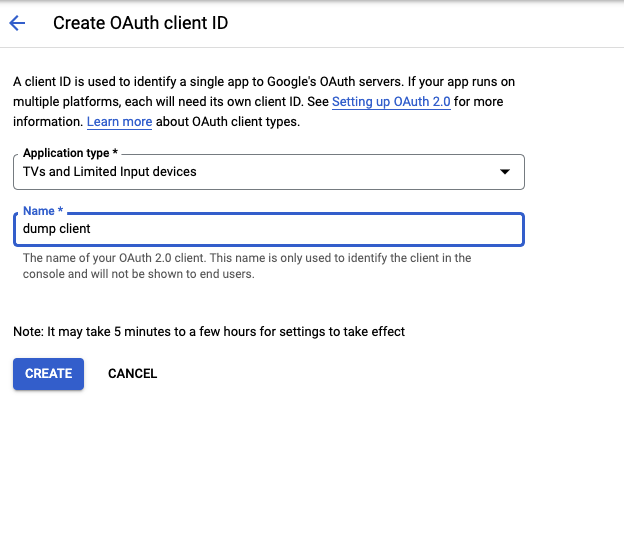 Create OAuth client ID
A client ID is used to identify a single app to Google's OAuth servers. If your app runs on
multiple platforms, each will need its own client ID. See Setting up OAuth 2.0 for more
information. Learn more about OAuth client types.
Application type *
TVs and Limited Input devices
Name *
dump client
The name of your OAuth 2.0 client. This name is only used to identify the client in the
console and will not be shown to end users.
Note: It may take 5 minutes to a few hours for settings to take effect
CREATE CANCEL